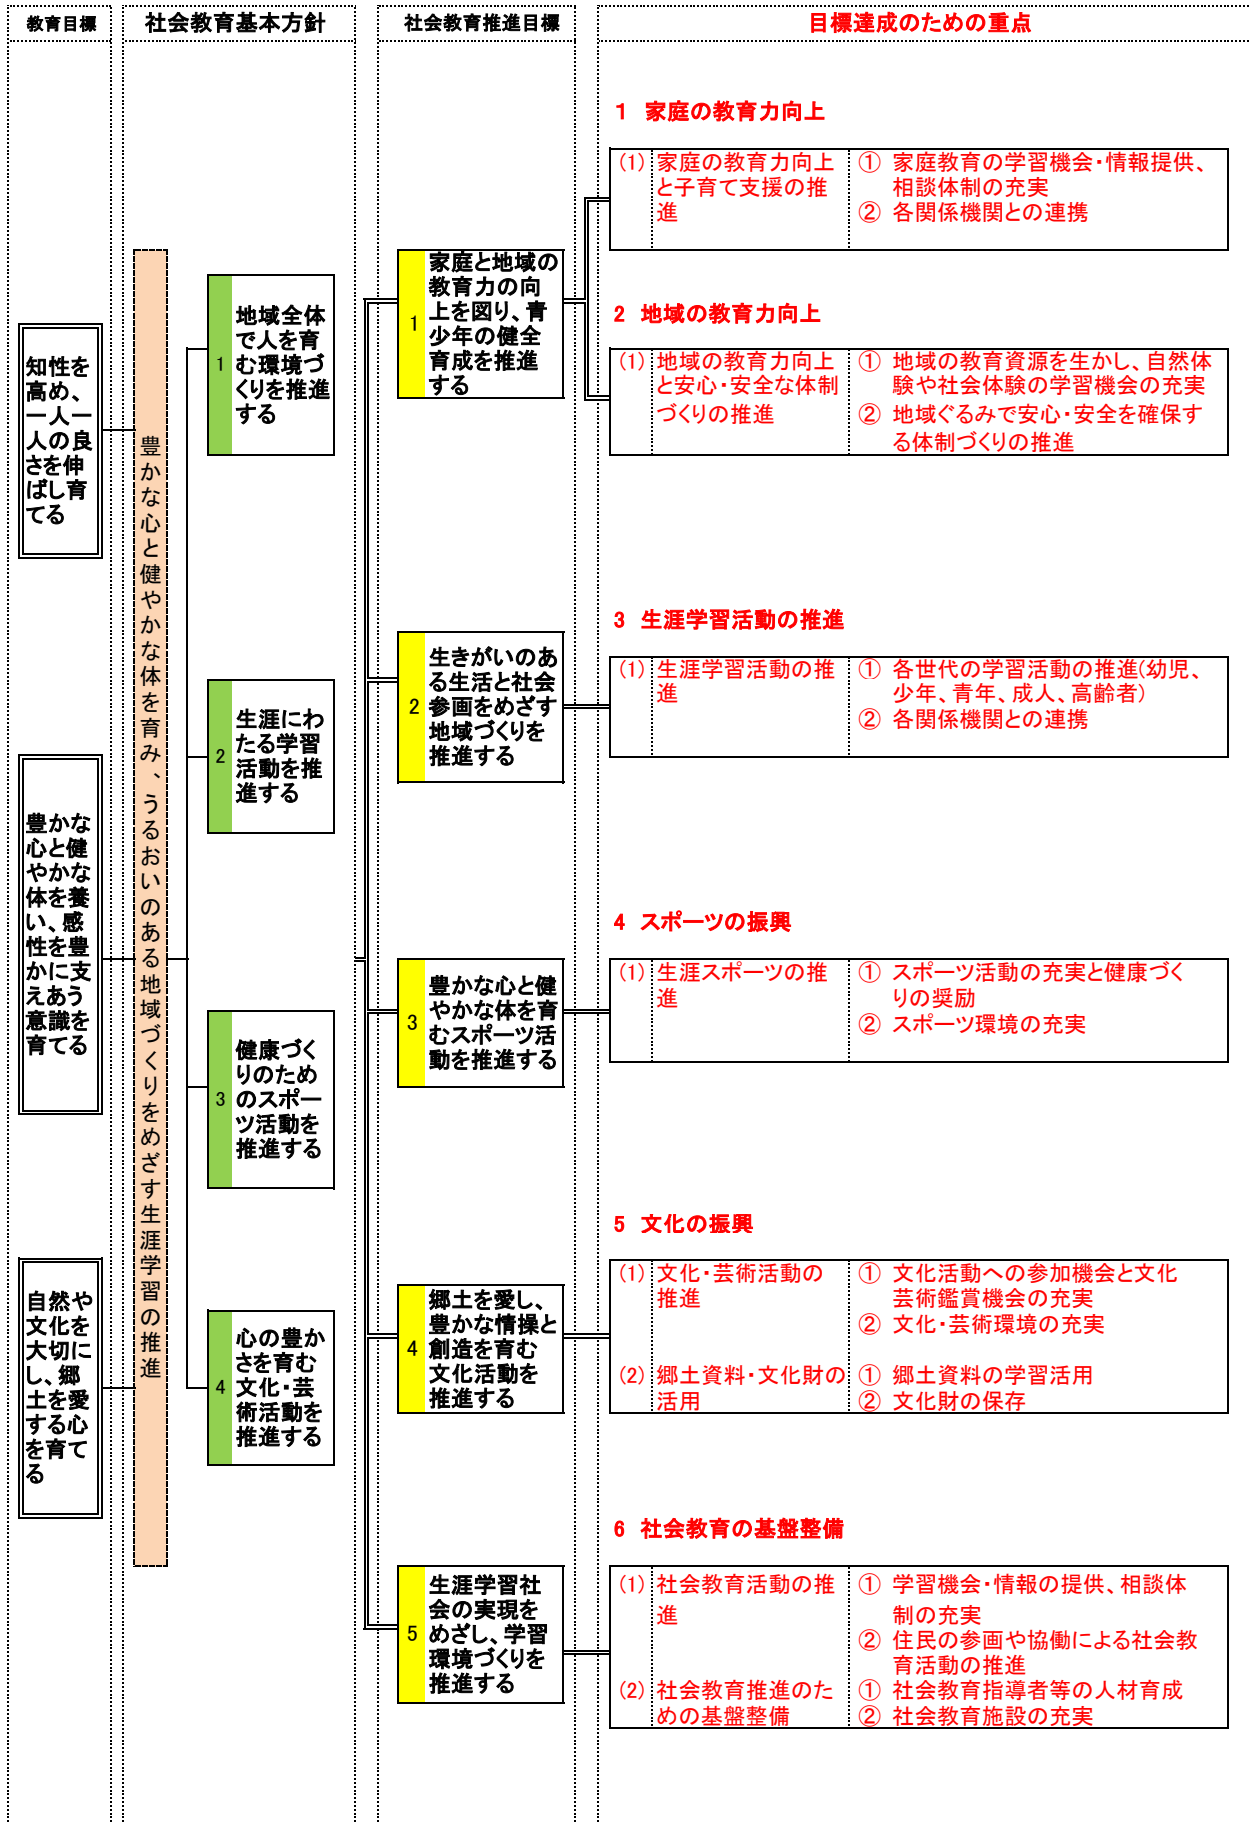 教育目標
社会教育基本方針
社会教育推進目標
目標達成のための重点
知性を
高め、
一人一
人の良
さを伸
ばし育
てる
豊かな
心と健
やかな
体を養
い、感
性を豊
かに支
えあう
意識を
育てる
自然や
文化を
大切に
し、郷
土を愛
する心
を育て
る
豊かな心と健やかな体を育み、うるおいのある地域づくりをめざす生涯学習の推進
1
地域全体
で人を育
む環境づ
くりを推進
する
2
生涯にわ
たる学習
活動を推
進する
3
健康づく
りのため
のスポー
ツ活動を
推進する
4
心の豊か
さを育む
文化・芸
術活動を
推進する
1
家庭と地域の
教育力の向
上を図り、青
少年の健全
育成を推進
する
2
生きがいのあ
る生活と社会
参画をめざす
地域づくりを
推進する
3
豊かな心と健
やかな体を育
むスポーツ活
動を推進する
4
郷土を愛し、
豊かな情操と
創造を育む
文化活動を
推進する
5
生涯学習社
会の実現を
めざし、学習
環境づくりを
推進する
1 家庭の教育力向上
(1) 家庭の教育力向上
と子育て支援の推
進
① 家庭教育の学習機会・情報提供、
相談体制の充実
② 各関係機関との連携
2 地域の教育力向上
(1) 地域の教育力向上
と安心・安全な体制
づくりの推進
① 地域の教育資源を生かし、自然体
験や社会体験の学習機会の充実
② 地域ぐるみで安心・安全を確保す
る体制づくりの推進
3 生涯学習活動の推進
(1) 生涯学習活動の推
進
① 各世代の学習活動の推進(幼児、
少年、青年、成人、高齢者)
② 各関係機関との連携
4 スポーツの振興
(1) 生涯スポーツの推
進
① スポーツ活動の充実と健康づく
りの奨励
② スポーツ環境の充実
5 文化の振興
(1) 文化・芸術活動の
推進
① 文化活動への参加機会と文化
芸術鑑賞機会の充実
② 文化・芸術環境の充実
(2) 郷土資料・文化財の
活用
① 郷土資料の学習活用
② 文化財の保存
6 社会教育の基盤整備
(1) 社会教育活動の推
進
① 学習機会・情報の提供、相談体
制の充実
② 住民の参画や協働による社会教
育活動の推進
(2) 社会教育推進のた
めの基盤整備
① 社会教育指導者等の人材育成
② 社会教育施設の充実